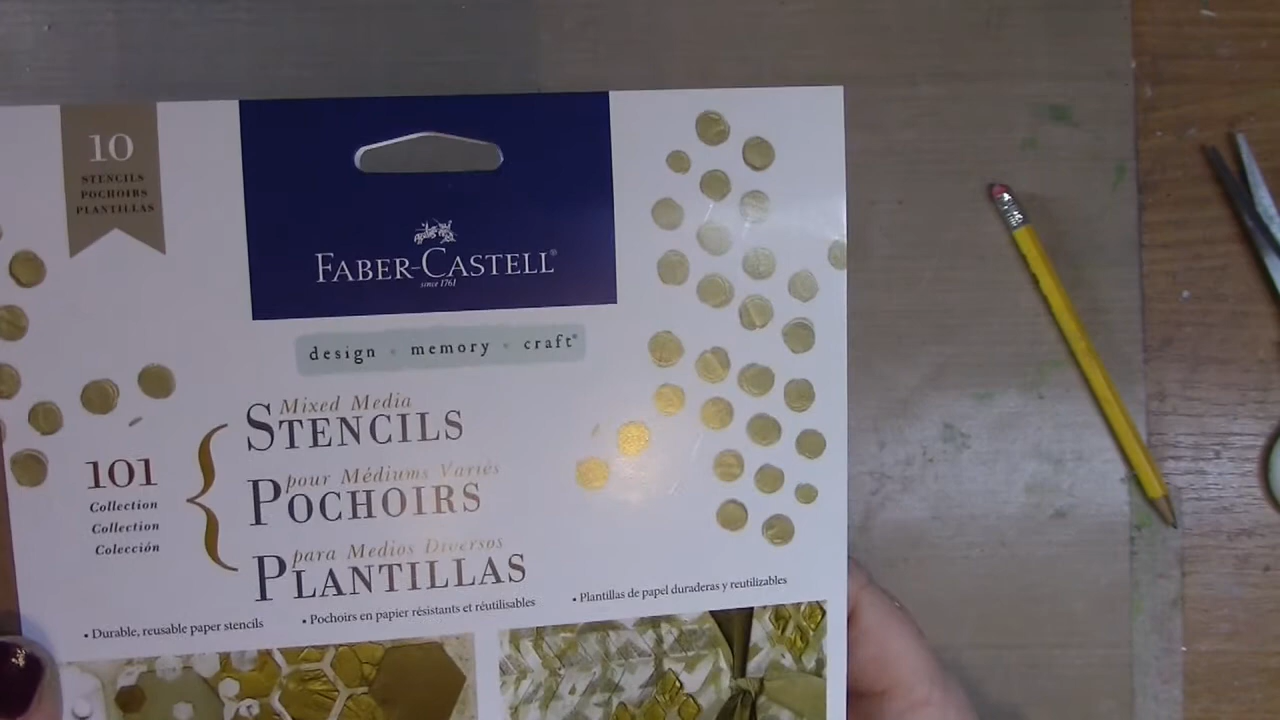 10
STENCILS
POCHOIRS
PLANTILLAS
FABER-CASTELL®
since 1761
design • memory • craft®
Mixed Media
STENCILS
pour Médiums Variés
POCHOIRS
para Medios Diversos
PLANTILLAS
101
Collection
Collection
Colección
• Durable, reusable paper stencils
• Pochoirs en papier résistants et réutilisables
• Plantillas de papel duraderas y reutilizables